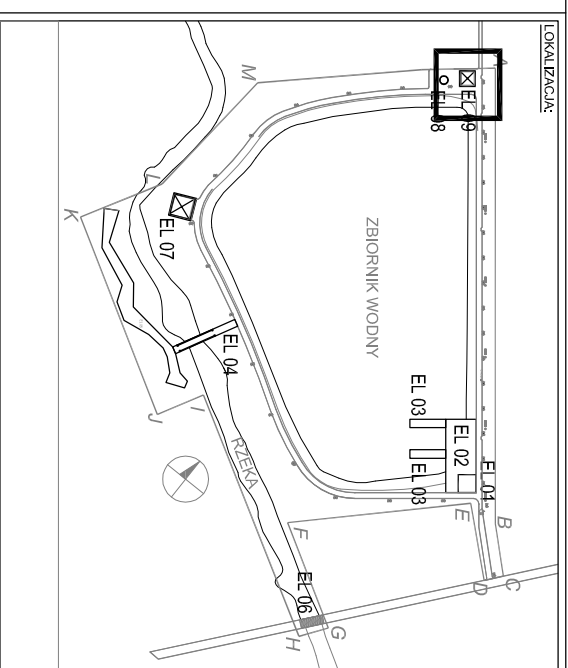 LOKALIZACJA:
A
EL 09
EL 08
M
ZBIORNIK WODNY
L
K
EL 07
EL 04
EL 03
EL 02
EL 01
EL 03
J
I
RZEKA
B
C
D
E
F
EL 06
G
H